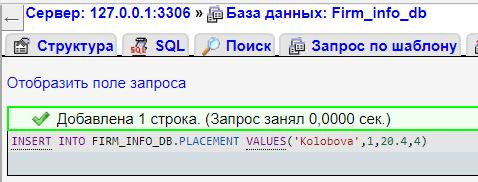 Сервер: 127.0.0.1:3306 » База данных: Firm_info_db
Структура SQL Поиск Запрос по шаблону
Отобразить поле запроса
Добавлена 1 строка. (Запрос занял 0,0000 сек.)
INSERT INTO FIRM_INFO_DB.PLACEMENT VALUES('Kolobova',1,20.4,4)